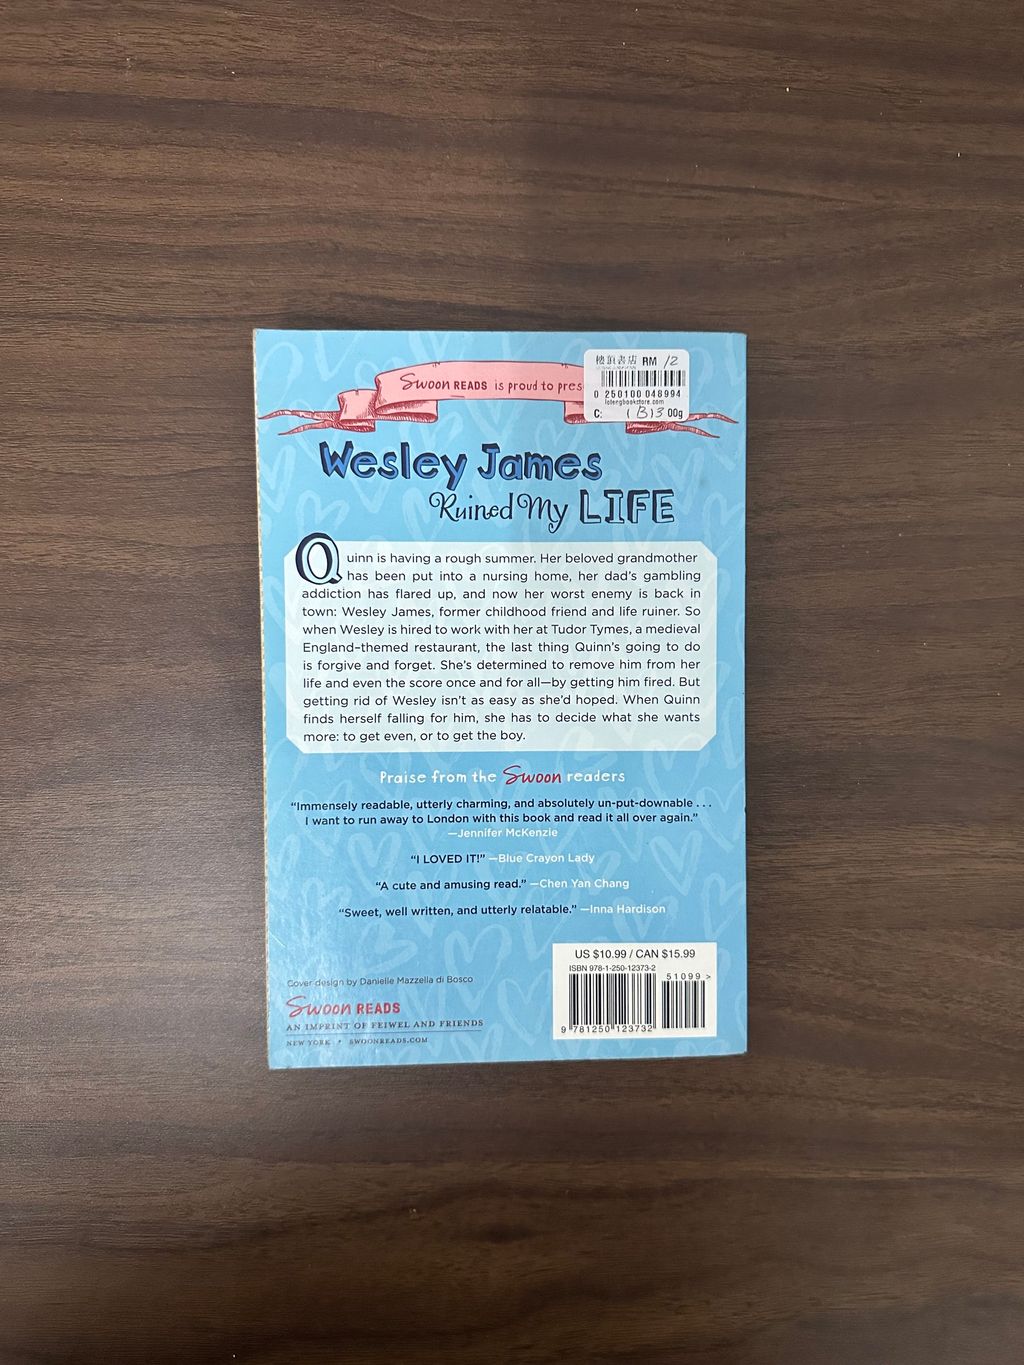 Swoon READS is proud to pres
樓頂書店 RM 12
0 250100 048994
lotengbookstore.com
C: (B)3 00g
Wesley James
Ruined My LIFE
Quinn is having a rough summer. Her beloved grandmother
has been put into a nursing home, her dad's gambling
addiction has flared up, and now her worst enemy is back in
town: Wesley James, former childhood friend and life ruiner. So
when Wesley is hired to work with her at Tudor Tymes, a medieval
England–themed restaurant, the last thing Quinn's going to do
is forgive and forget. She's determined to remove him from her
life and even the score once and for all—by getting him fired. But
getting rid of Wesley isn't as easy as she'd hoped. When Quinn
finds herself falling for him, she has to decide what she wants
more: to get even, or to get the boy.
Praise from the Swoon readers
“Immensely readable, utterly charming, and absolutely un-put-downable . . .
I want to run away to London with this book and read it all over again.”
—Jennifer McKenzie
“I LOVED IT!” —Blue Crayon Lady
“A cute and amusing read.” —Chen Yan Chang
“Sweet, well written, and utterly relatable.” —Inna Hardison
Cover design by Danielle Mazzella di Bosco
Swoon READS
AN IMPRINT OF FEIWEL AND FRIENDS
NEW YORK • SWOONREADS.COM
US $10.99 / CAN $15.99
ISBN 978-1-250-12373-2
51099 >
9 781250 123732